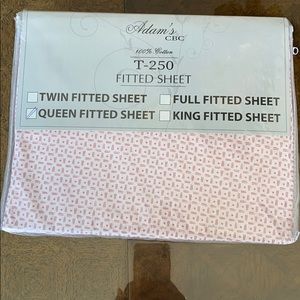 Adam's
CBC
100% Cotton
T-250
FITTED SHEET
TWIN FITTED SHEET FULL FITTED SHEET
QUEEN FITTED SHEET KING FITTED SHEET